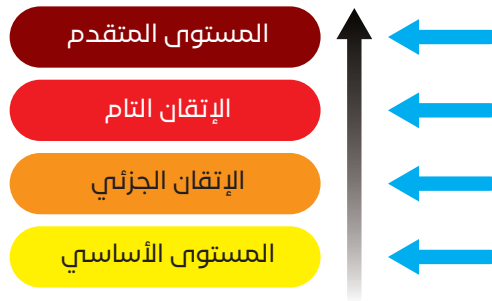 المستوى المتقدم
الإتقان التام
الإتقان الجزئي
المستوى الأساسي